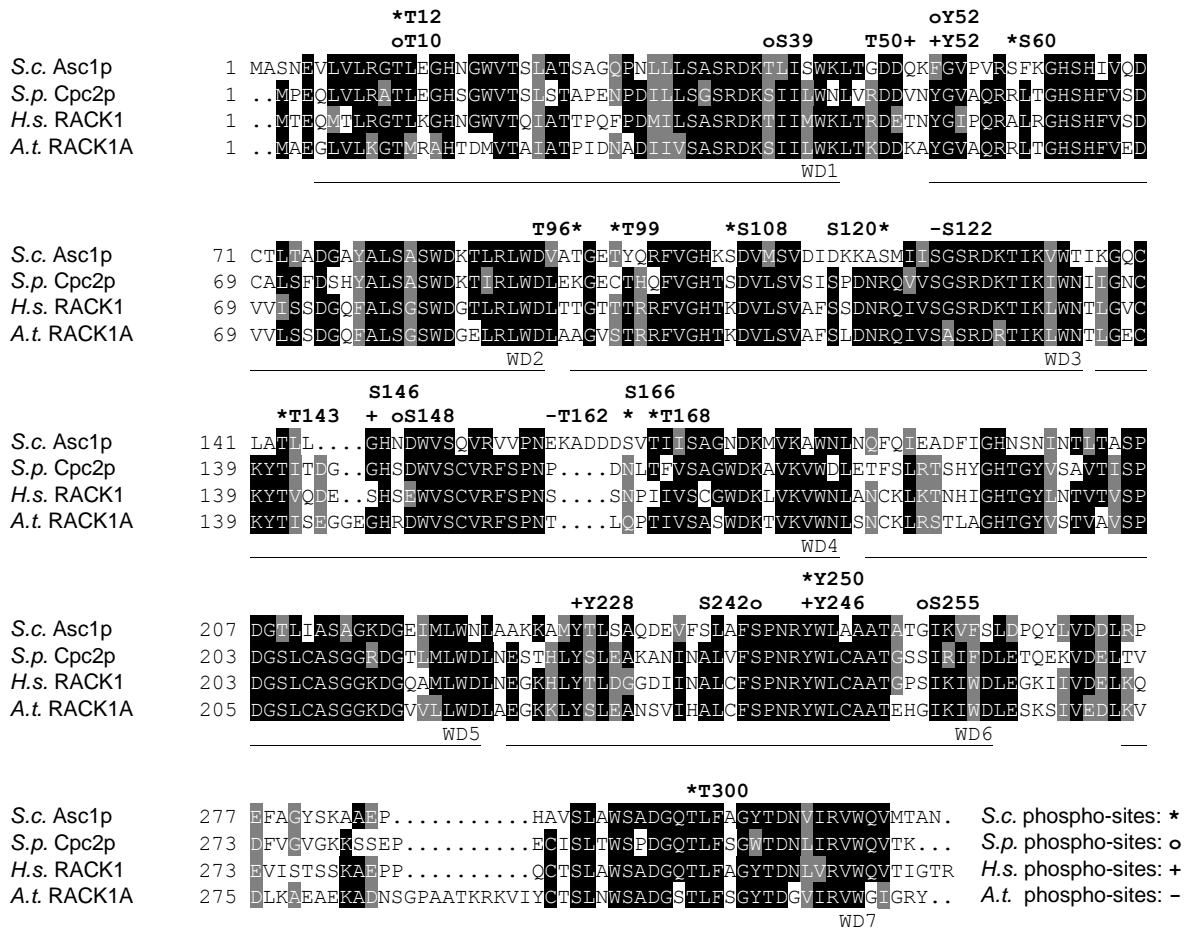 *T12 oY52
oT10 oS39 T50+ +Y52 *S60
S.c. Asc1p 1 MASNEVLVLRGTLEGHNGWVTSLATSAGQPNLLLSASRDKTLISWKLTGDDQKFGVPVRSFKGHSHIVQD
S.p. Cpc2p 1 ..MPEQLVLRATLEGHSGWVTSLSTAPENPDILLSGSRDKSIILWNLVRDDVNYGVAQRRLTGHSHFVSD
H.s. RACK1 1 ..MTEQMTLRGTLKGHNGWVTQIATTPQFPDMILSASRDKTIIMWKLTRDETNYGIPQRALRGHSHFVSD
A.t. RACK1A 1 ..MAEGLVLKGTMRAHTDMVTAIATPIDNADIIVSASRDKSIILWKLTKDDKAYGVAQRRLTGHSHFVED
WD1
T96* *T99 *S108 S120* –S122
S.c. Asc1p 71 CTLTADGAYALSASWDKTLRLWDVATGETYQRFVGHKSDVMSVDIDKKASMIISGSRDKTIKVWTIKGQC
S.p. Cpc2p 69 CALSFDSHYALSASWDKTIRLWDLEKGECTHQFVGHTSDVLSVSISPDNRQVVSGSRDKTIKIWNIIGNC
H.s. RACK1 69 VVISSDGQFALSGSWDGTLRLWDLTTGTTTRRFVGHTKDVLSVAFSSDNRQIVSGSRDKTIKLWNTLGVC
A.t. RACK1A 69 VVLSSDGQFALSGSWDGELRLWDLAAGVSTRRFVGHTKDVLSVAFSLDNRQIVSASRDRTIKLWNTLGEC
WD2 WD3
S146 S166
*T143 + oS148 –T162 * *T168
S.c. Asc1p 141 LATLL....GHNDWVSQVRVVPNEKADDDSVTIISAGNDKMVKAWNLNQFQIEADFIGHNSNINTLTASP
S.p. Cpc2p 139 KYTITDG..GHSDWVSCVRFSPNP....DNLTFVSAGWDKAVKVWDLETFSLRTSHYGHTGYVSAVTISP
H.s. RACK1 139 KYTVQDE..SHSEWVSCVRFSPNS....SNPIIVSCGWDKLVKVWNLANCKLKTNHIGHTGYLNTVTVSP
A.t. RACK1A 139 KYTISEGGEGHRDWVSCVRFSPNT....LQPTIVSASWDKTVKVWNLSNCKLRSTLAGHTGYVSTVAVSP
WD4
*Y250
+Y228 S242o +Y246 oS255
S.c. Asc1p 207 DGTLIASAGKDGEIMLWNLAAKKAMYTLSAQDEVFSLAFSPNRYWLAAATATGIKVFSLDPQYLVDDLRP
S.p. Cpc2p 203 DGSLCASGGRDGTLMLWDLNESTHLYSLEAKANINALVFSPNRYWLCAATGSSIRIFDLETQEKVDELTV
H.s. RACK1 203 DGSLCASGGKDGQAMLWDLNEGKHLYTLDGGDIINALCFSPNRYWLCAATGPSIKIWDLEGKIIVDELKQ
A.t. RACK1A 205 DGSLCASGGKDGVVLLWDLAEGKKLYSLEANSVIHALCFSPNRYWLCAATEHGIKIWDLESKSIVEDLKV
WD5 WD6
*T300
S.c. Asc1p 277 EFAGYSKAAEP...........HAVSLAWSADGQTLFAGYTDNVIRVWQVMTAN. S.c. phospho-sites: *
S.p. Cpc2p 273 DFVGVGKKSSEP..........ECISLTWSPDGQTLFSGWTDNLIRVWQVTK... S.p. phospho-sites: o
H.s. RACK1 273 EVISTSSKAEPP..........QCTSLAWSADGQTLFAGYTDNLVRVWQVTIGTR H.s. phospho-sites: +
A.t. RACK1A 275 DLKAEAEKADNSGPAATKRKVIYCTSLNWSADGSTLFSGYTDGVIRVWGIGRY.. A.t. phospho-sites: –
WD7